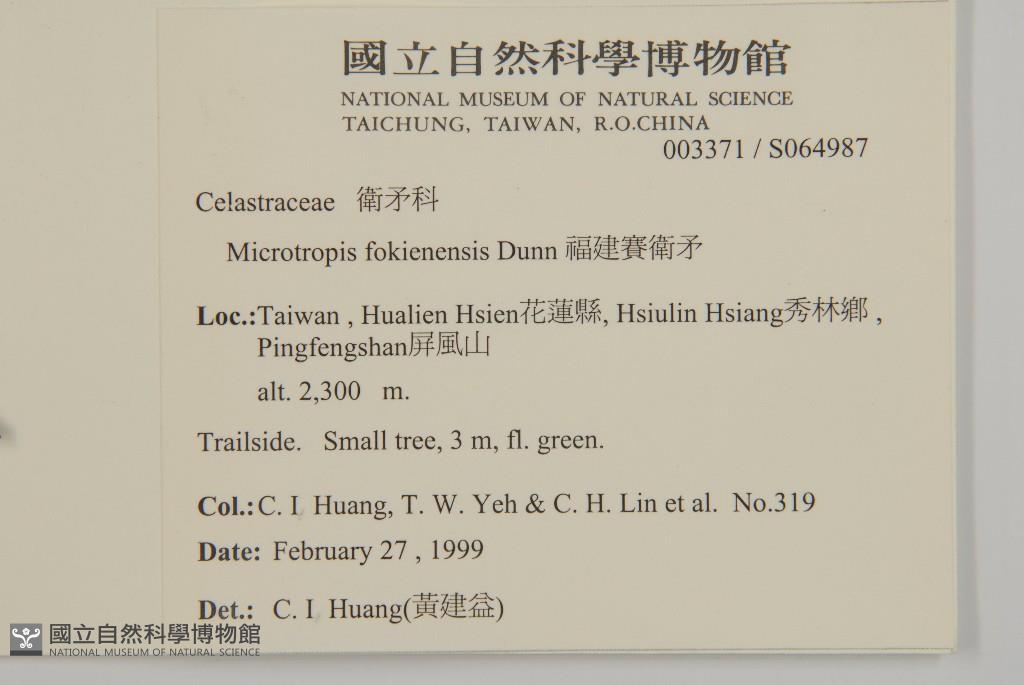 國立自然科學博物館
NATIONAL MUSEUM OF NATURAL SCIENCE
TAICHUNG, TAIWAN, R.O.CHINA
003371 / S064987
Celastraceae 衛矛科
Microtropis fokienensis Dunn 福建賽衛矛
Loc.:Taiwan , Hualien Hsien花蓮縣, Hsiulin Hsiang秀林鄉 ,
Pingfengshan屏風山
alt. 2,300 m.
Trailside. Small tree, 3 m, fl. green.
Col.: C. I. Huang, T. W. Yeh & C. H. Lin et al. No.319
Date: February 27 , 1999
Det.: C. I. Huang(黃建益)
國立自然科學博物館
NATIONAL MUSEUM OF NATURAL SCIENCE